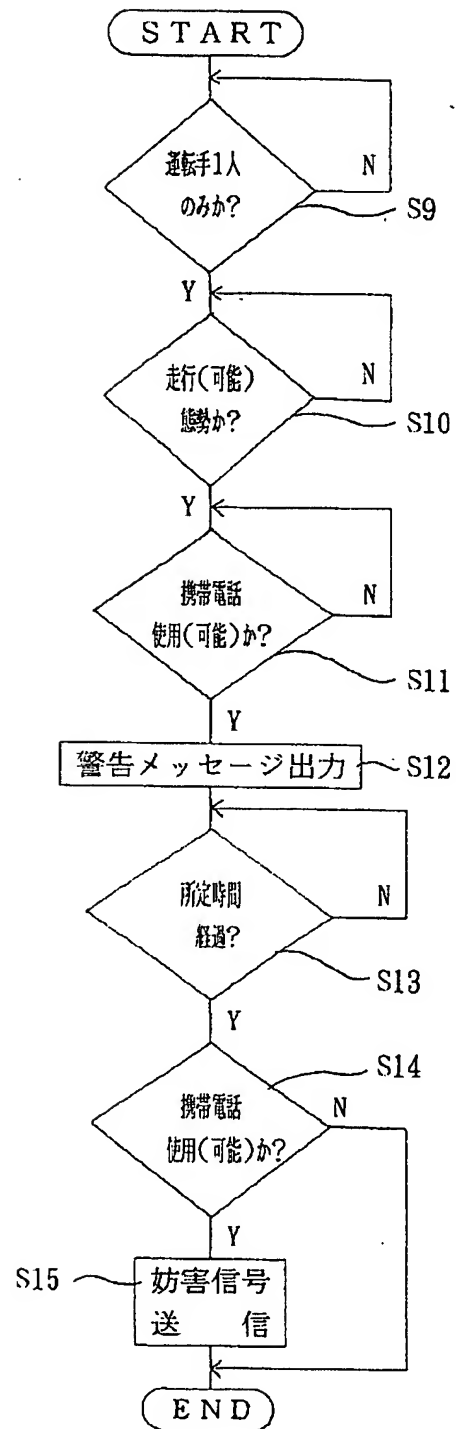 START
運転手1人
のみか?
N
S9
Y
走行(可能)
態勢か?
N
S10
Y
携帯電話
使用(可能)か?
N
S11
Y
警告メッセージ出力
S12
所定時間
経過?
N
S13
Y
S14
携帯電話
使用(可能)か?
N
Y
S15
妨害信号
送 信
END